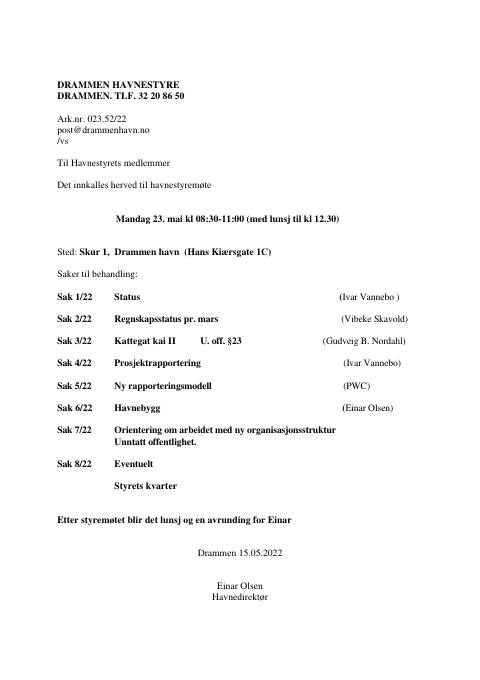 DRAMMEN HAVNESTYRE
DRAMMEN. TLF. 32 20 86 50
Ark.nr. 023.52/22
post@drammenhavn.no
/vs
Til Havnestyrets medlemmer
Det innkalles herved til havnestyremøte
Mandag 23. mai kl 08:30-11:00 (med lunsj til kl 12.30)
Sted: Skur 1, Drammen havn (Hans Kiærsgate 1C)
Saker til behandling:
Sak 1/22 Status (Ivar Vannebo )
Sak 2/22 Regnskapsstatus pr. mars (Vibeke Skavold)
Sak 3/22 Kattegat kai II U. off. §23 (Gudveig B. Nordahl)
Sak 4/22 Prosjektrapportering (Ivar Vannebo)
Sak 5/22 Ny rapporteringsmodell (PWC)
Sak 6/22 Havnebygg (Einar Olsen)
Sak 7/22 Orientering om arbeidet med ny organisasjonsstruktur
Unntatt offentlighet.
Sak 8/22 Eventuelt
Styrets kvarter
Etter styremøtet blir det lunsj og en avrunding for Einar
Drammen 15.05.2022
Einar Olsen
Havnedirektør